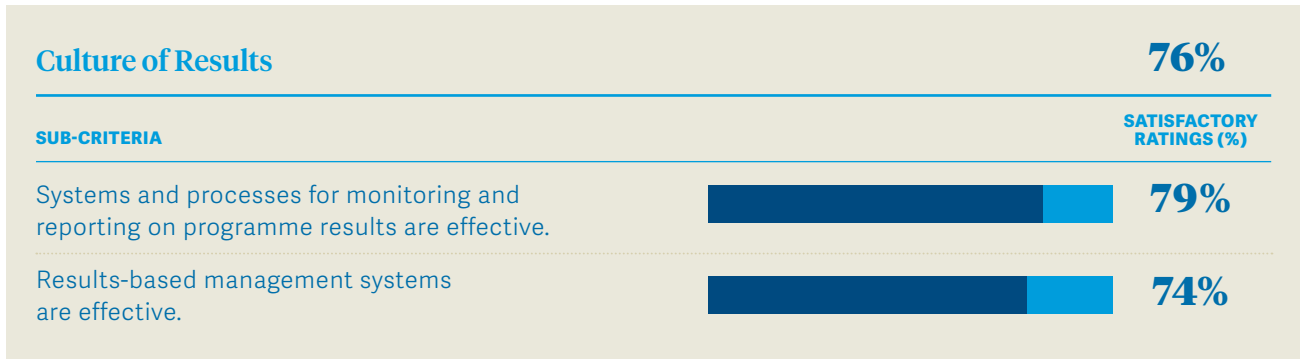 Culture of Results 76%
SUB-CRITERIA
SATISFACTORY
RATINGS (%)
Systems and processes for monitoring and
reporting on programme results are effective.
79%
Results-based management systems
are effective.
74%